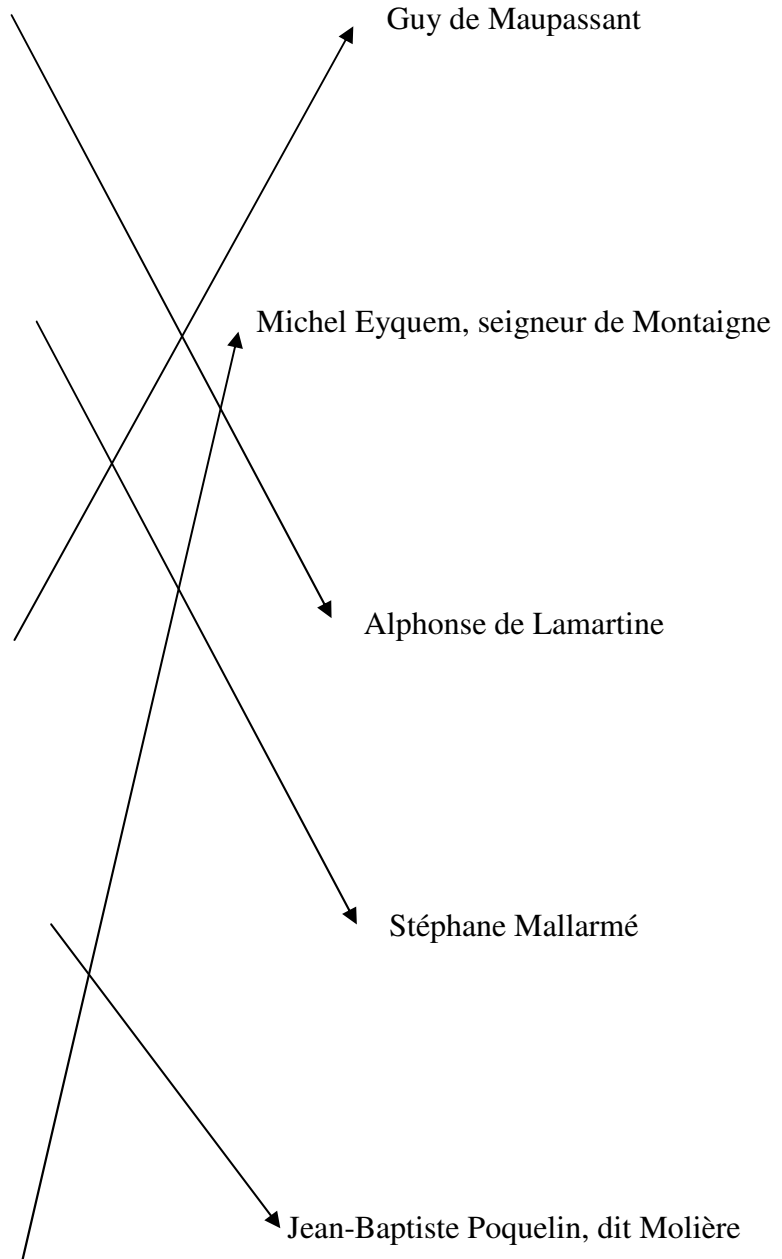 Guy de Maupassant
Michel Eyquem, seigneur de Montaigne
Alphonse de Lamartine
Stéphane Mallarmé
Jean-Baptiste Poquelin, dit Molière